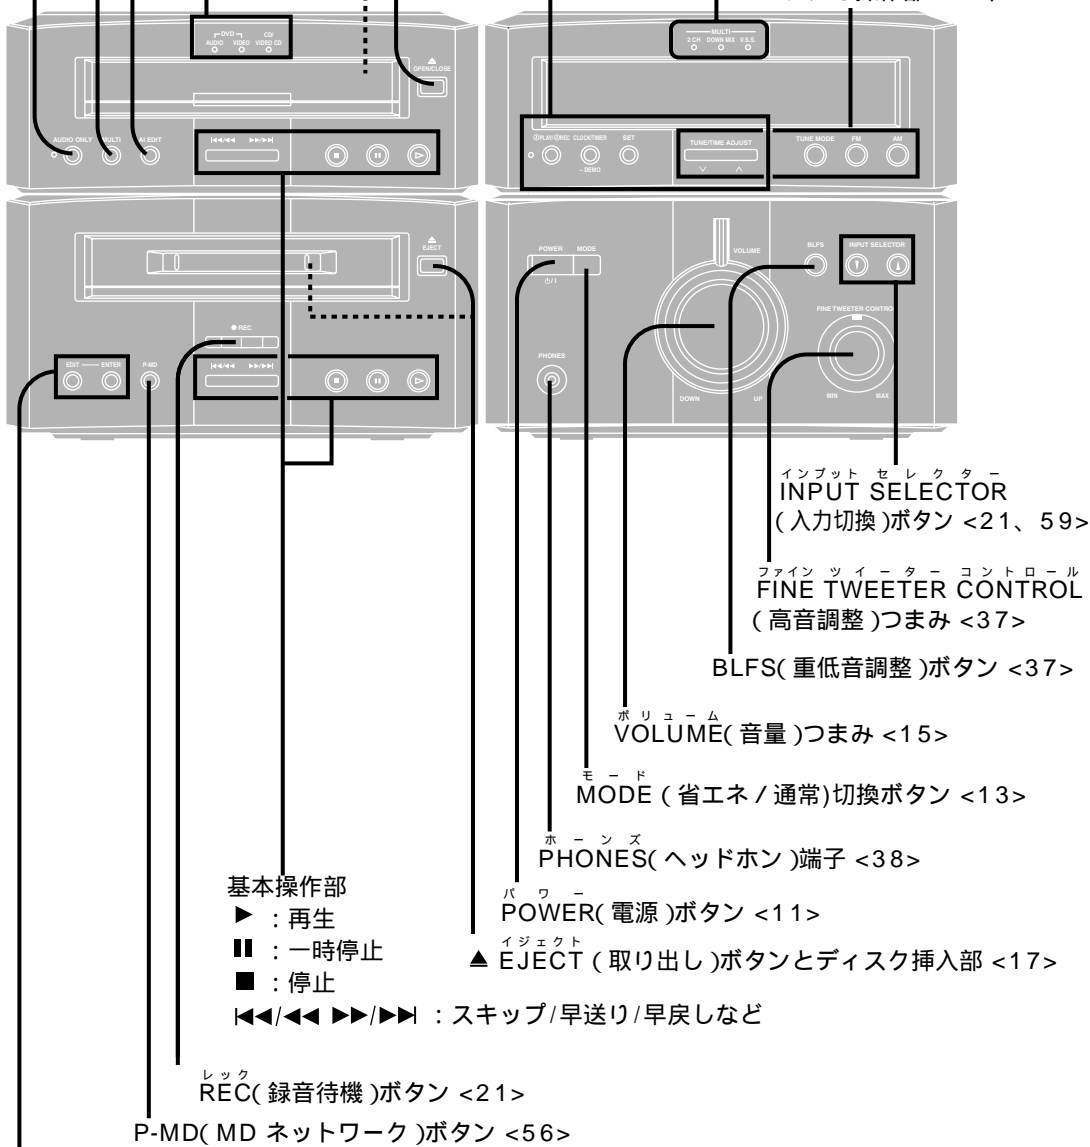 DVD CD/
AUDIO VIDEO VIDEO CD
▲
OPEN/CLOSE
AUDIO ONLY MULTI AI EDIT
|◀◀/◀◀ ▶▶/▶▶|
MULTI
2 CH DOWN MIX V.S.S.
PLAY/ REC CLOCK/TIMER SET
– DEMO
TUNE/TIME ADJUST
TUNE MODE FM AM
▲
EJECT
● REC
EDIT ENTER P-MD
|◀◀/◀◀ ▶▶/▶▶|
POWER MODE
⏻/I
PHONES
VOLUME
DOWN UP
BLFS
INPUT SELECTOR
FINE TWEETER CONTROL
MIN MAX
インプット セレクター
INPUT SELECTOR
(入力切換)ボタン <21、59>
ファイン ツイーター コントロール
FINE TWEETER CONTROL
(高音調整)つまみ <37>
BLFS(重低音調整)ボタン <37>
ボリューム
VOLUME(音量)つまみ <15>
モード
MODE(省エネ/通常)切換ボタン <13>
ホーンズ
PHONES(ヘッドホン)端子 <38>
パワー
POWER(電源)ボタン <11>
イジェクト
▲ EJECT(取り出し)ボタンとディスク挿入部 <17>
基本操作部
▶ :再生
❚❚ :一時停止
■ :停止
|◀◀/◀◀ ▶▶/▶▶| :スキップ/早送り/早戻しなど
レック
REC(録音待機)ボタン <21>
P-MD(MD ネットワーク)ボタン <56>